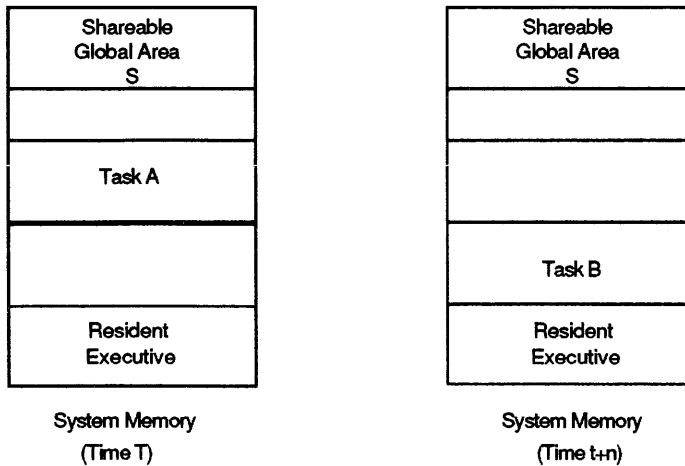 Shareable
Global Area
S
Task A
Resident
Executive
System Memory
(Time T)
Shareable
Global Area
S
Task B
Resident
Executive
System Memory
(Time t+n)